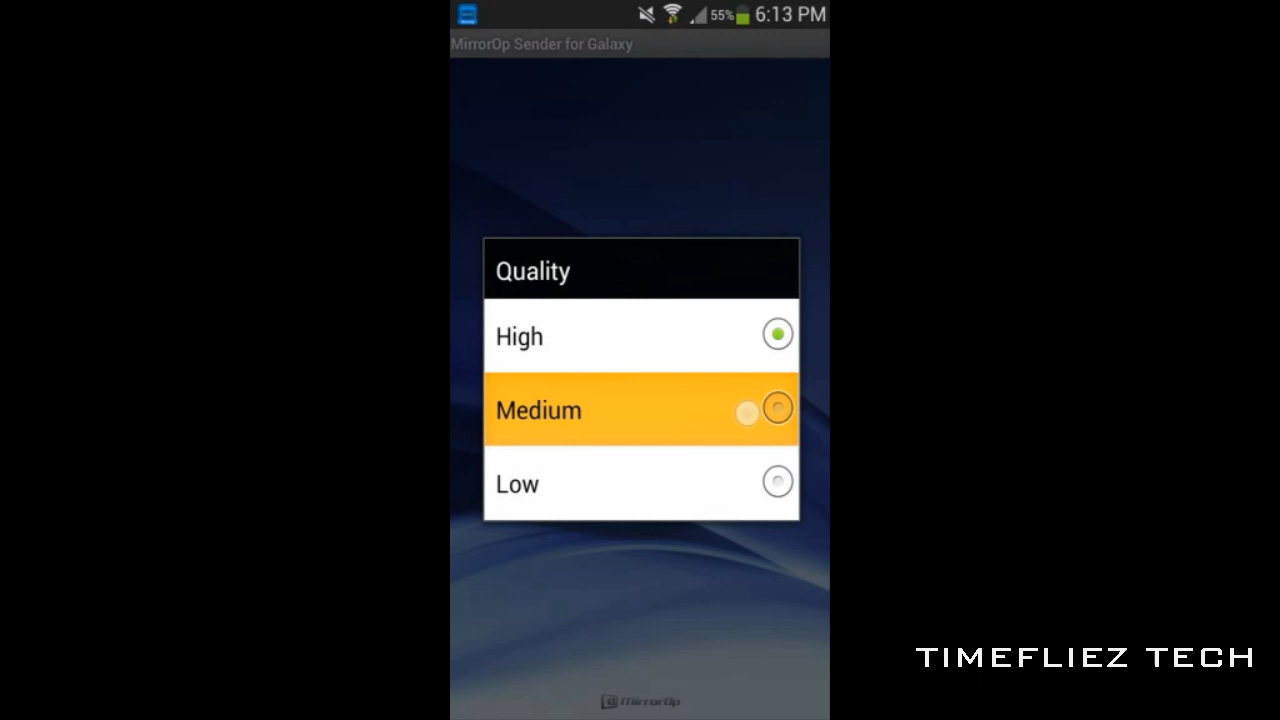 55% 6:13 PM
MirrorOp Sender for Galaxy
Quality
High
Medium
Low
MirrorOp
TIMEFLIEZ TECH